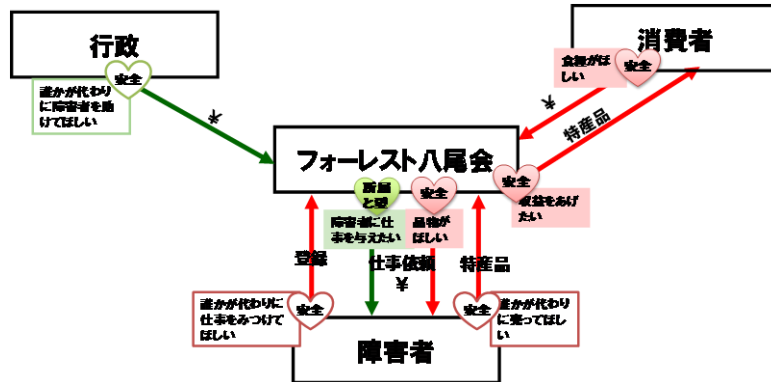 行政
消費者
安全
誰かが代わり
に障害者を助
けてほしい
食糧がほ
しい
安全
¥
¥
特産品
フォーレスト八尾会
所属
と愛
安全
安全
障害者に仕
事を与えたい
品物が
ほしい
収益をあげ
たい
登録
仕事依頼
¥
特産品
誰かが代わりに
仕事をみつけて
ほしい
安全
安全
誰かが代わり
に売ってほし
い
障害者